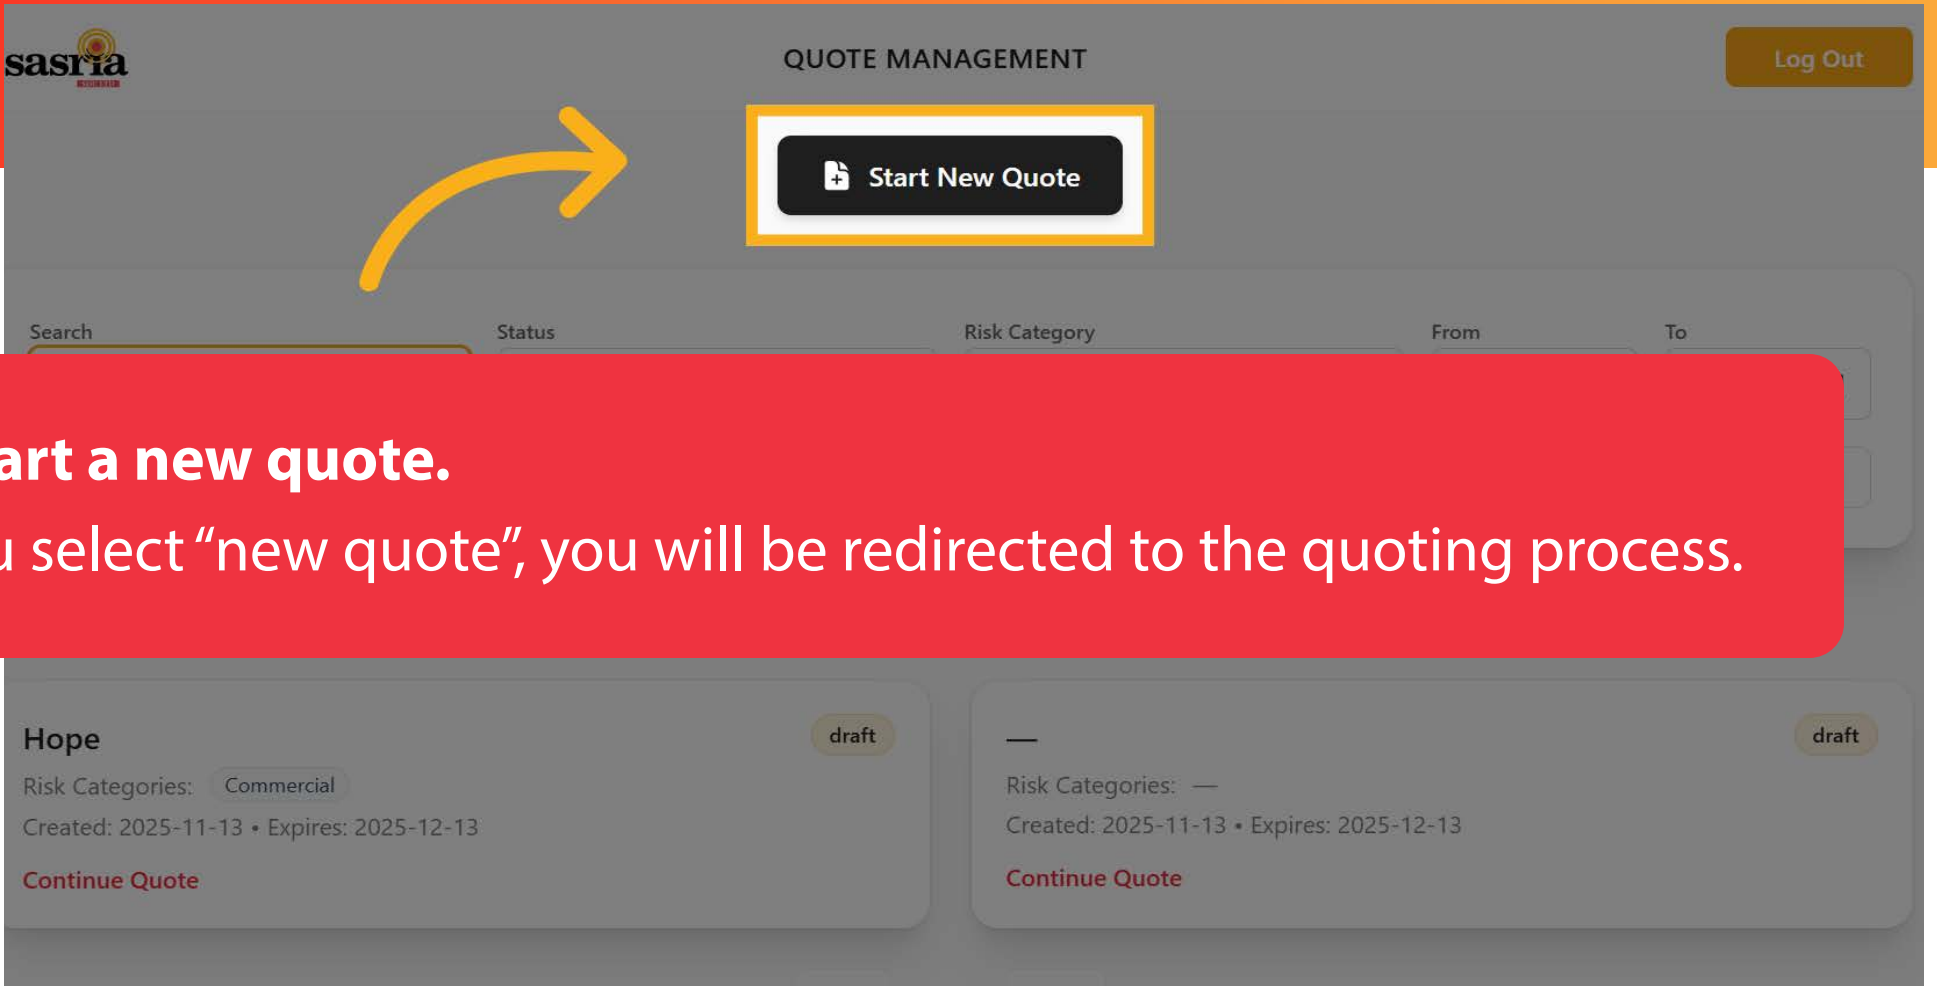 sasria
QUOTE MANAGEMENT
Log Out
Start New Quote
Search
Status
Risk Category
From
To
art a new quote.
u select “new quote”, you will be redirected to the quoting process.
Hope
draft
Risk Categories: Commercial
Created: 2025-11-13 • Expires: 2025-12-13
Continue Quote
—
draft
Risk Categories: —
Created: 2025-11-13 • Expires: 2025-12-13
Continue Quote